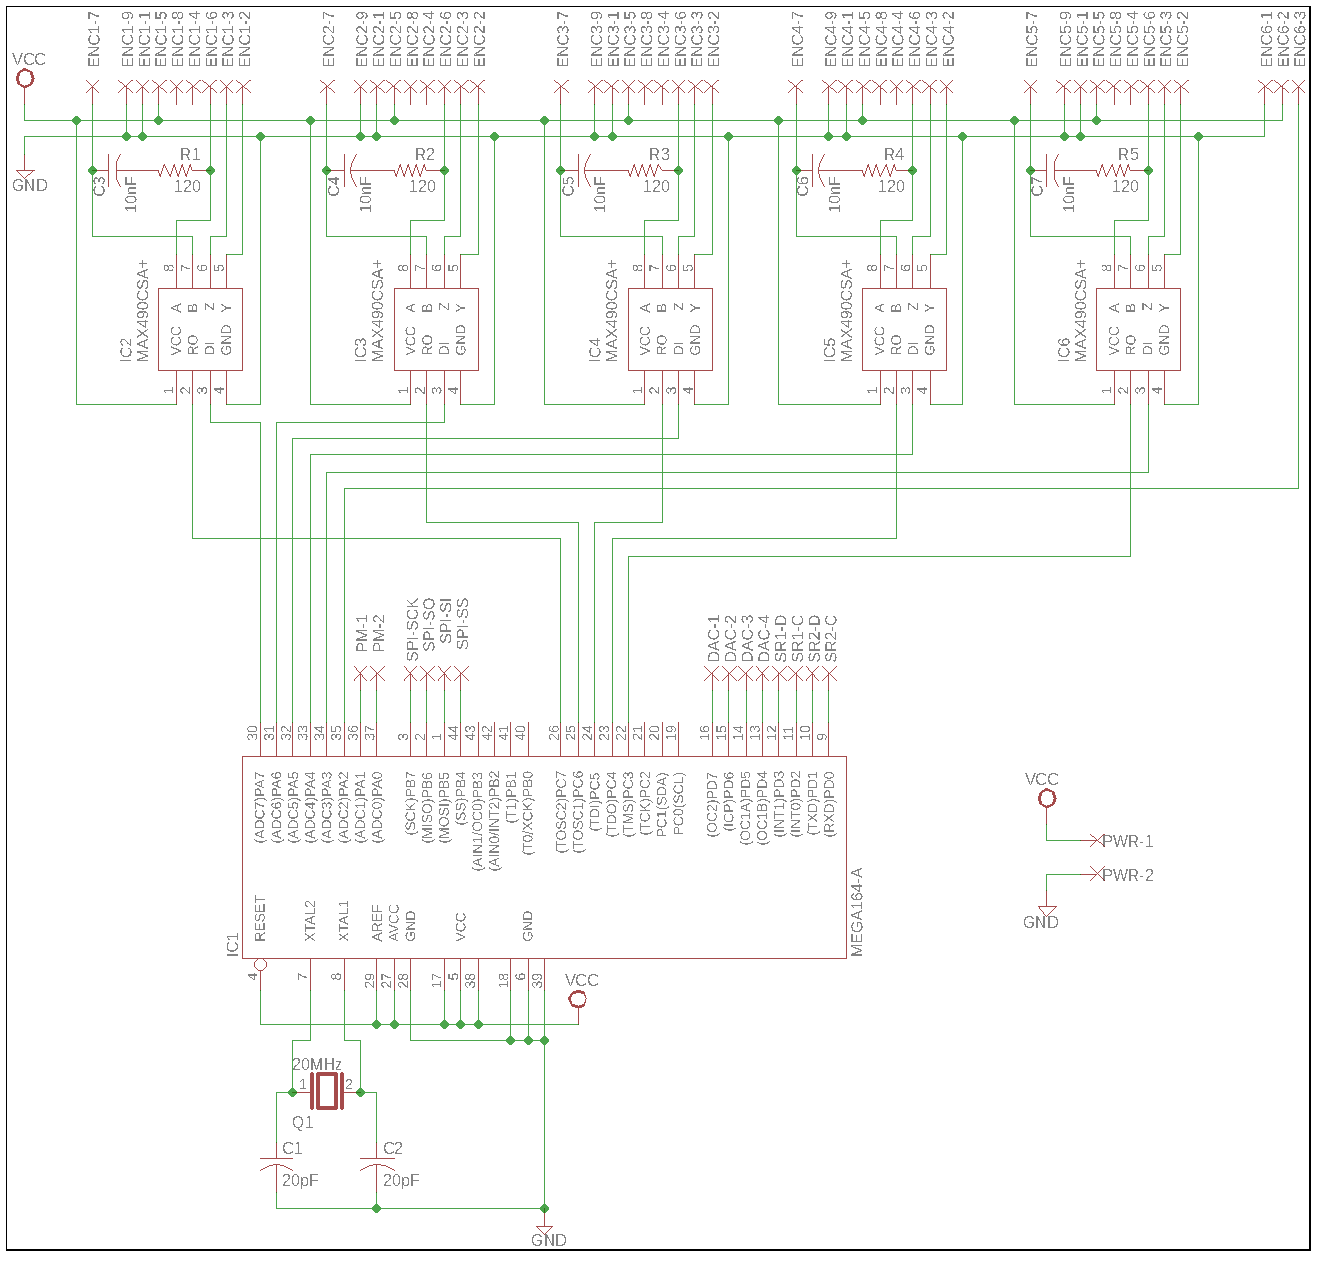 ENC1-7
ENC1-9
ENC1-1
ENC1-5
ENC1-8
ENC1-4
ENC1-6
ENC1-3
ENC1-2
ENC2-7
ENC2-9
ENC2-1
ENC2-5
ENC2-8
ENC2-4
ENC2-6
ENC2-3
ENC2-2
ENC3-7
ENC3-9
ENC3-1
ENC3-5
ENC3-8
ENC3-4
ENC3-6
ENC3-3
ENC3-2
ENC4-7
ENC4-9
ENC4-1
ENC4-5
ENC4-8
ENC4-4
ENC4-6
ENC4-3
ENC4-2
ENC5-7
ENC5-9
ENC5-1
ENC5-5
ENC5-8
ENC5-4
ENC5-6
ENC5-3
ENC5-2
ENC6-1
ENC6-2
ENC6-3
VCC
GND
C3
10nF
R1
120
C4
10nF
R2
120
C5
10nF
R3
120
C6
10nF
R4
120
C7
10nF
R5
120
IC2
MAX490CSA+
8 7 6 5
A B Z Y
VCC RO DI GND
1 2 3 4
IC3
MAX490CSA+
8 7 6 5
A B Z Y
VCC RO DI GND
1 2 3 4
IC4
MAX490CSA+
8 7 6 5
A B Z Y
VCC RO DI GND
1 2 3 4
IC5
MAX490CSA+
8 7 6 5
A B Z Y
VCC RO DI GND
1 2 3 4
IC6
MAX490CSA+
8 7 6 5
A B Z Y
VCC RO DI GND
1 2 3 4
PM-1
PM-2
SPI-SCK
SPI-SO
SPI-SI
SPI-SS
DAC-1
DAC-2
DAC-3
DAC-4
SR1-D
SR1-C
SR2-D
SR2-C
30 31 32 33 34 35 36 37 3 2 1 44 43 42 41 40 26 25 24 23 22 21 20 19 16 15 14 13 12 11 10 9
(ADC7)PA7
(ADC6)PA6
(ADC5)PA5
(ADC4)PA4
(ADC3)PA3
(ADC2)PA2
(ADC1)PA1
(ADC0)PA0
(SCK)PB7
(MISO)PB6
(MOSI)PB5
(SS)PB4
(AIN1/OC0)PB3
(AIN0/INT2)PB2
(T1)PB1
(T0/XCK)PB0
(TOSC2)PC7
(TOSC1)PC6
(TDI)PC5
(TDO)PC4
(TMS)PC3
(TCK)PC2
PC1(SDA)
PC0(SCL)
(OC2)PD7
(ICP)PD6
(OC1A)PD5
(OC1B)PD4
(INT1)PD3
(INT0)PD2
(TXD)PD1
(RXD)PD0
IC1
RESET
XTAL2
XTAL1
AREF
AVCC
GND
VCC
GND
MEGA164-A
4 7 8 29 27 28 17 5 38 18 6 39
VCC
PWR-1
PWR-2
GND
VCC
20MHz
1 2
Q1
C1
20pF
C2
20pF
GND